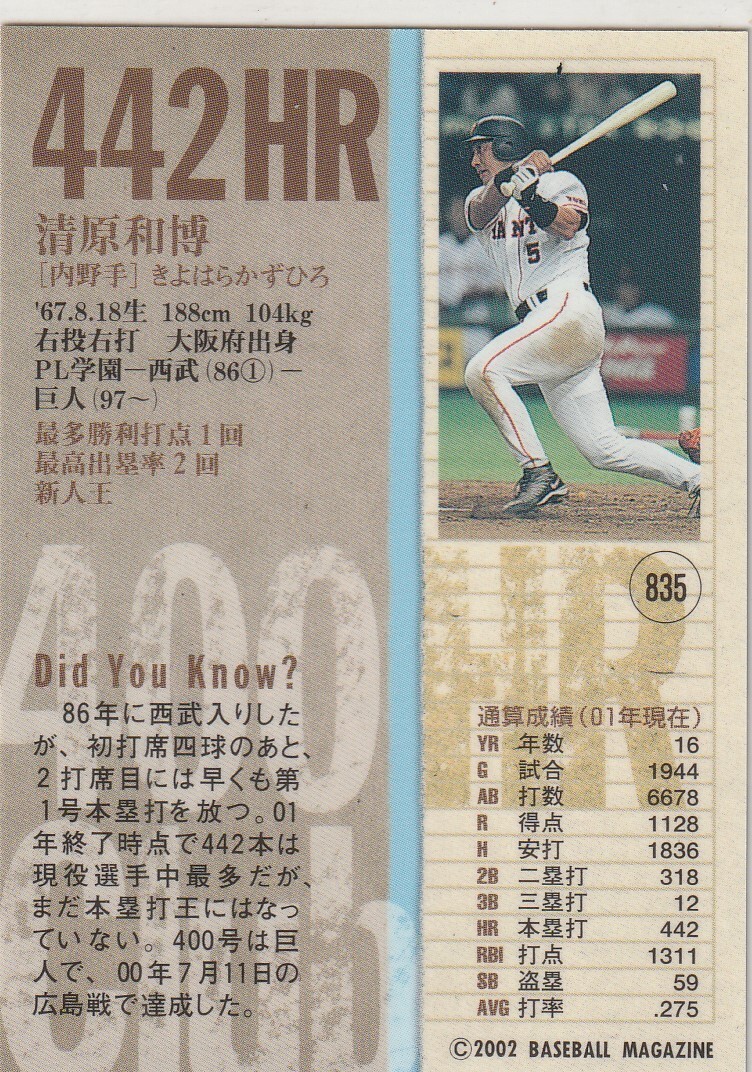 442HR
清原和博
[内野手] きよはらかずひろ
'67.8.18生 188cm 104kg
右投右打 大阪府出身
PL学園－西武(86①)－
巨人(97〜)
最多勝利打点1回
最高出塁率2回
新人王
400
Club
Did You Know?
86年に西武入りした
が、初打席四球のあと、
2打席目には早くも第
1号本塁打を放つ。01
年終了時点で442本は
現役選手中最多だが、
まだ本塁打王にはなっ
ていない。400号は巨
人で、00年7月11日の
広島戦で達成した。
5
HR
835
通算成績(01年現在)
YR 年数 16
G 試合 1944
AB 打数 6678
R 得点 1128
H 安打 1836
2B 二塁打 318
3B 三塁打 12
HR 本塁打 442
RBI 打点 1311
SB 盗塁 59
AVG 打率 .275
©2002 BASEBALL MAGAZINE